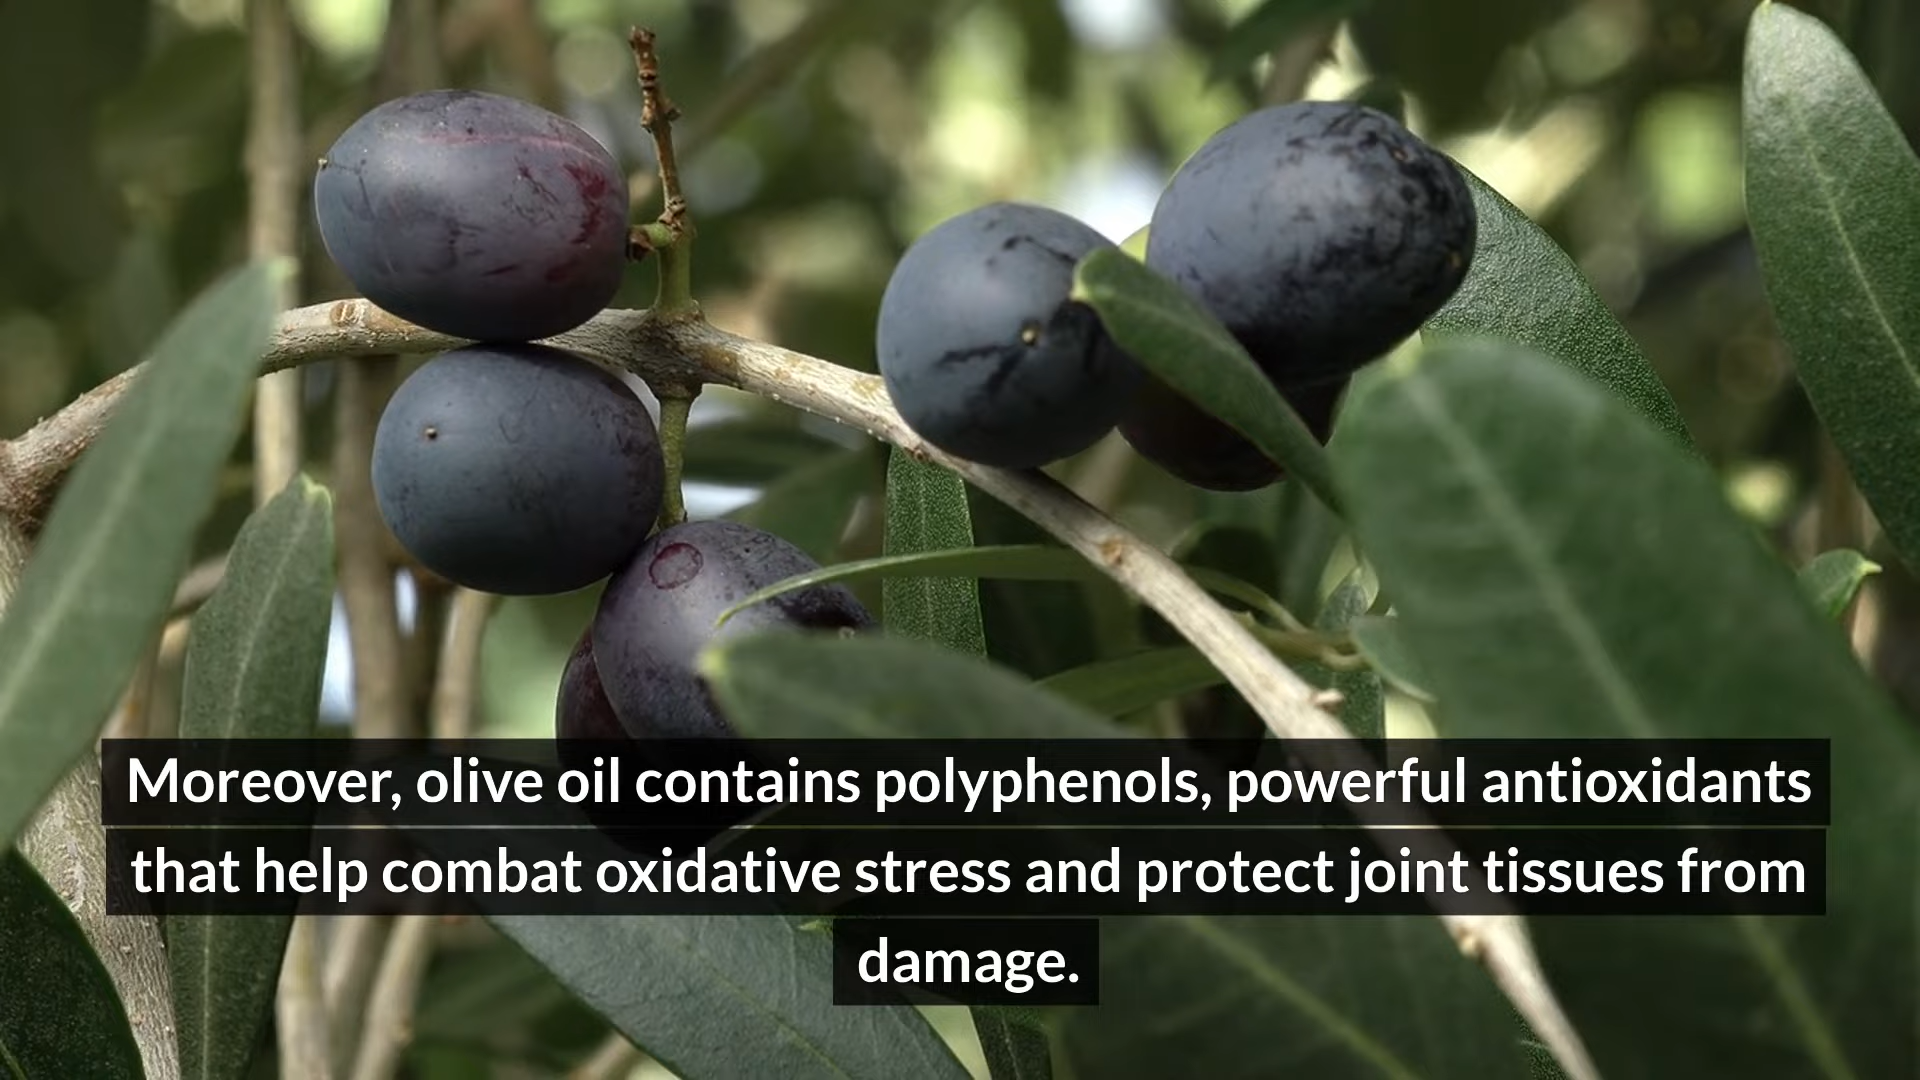 Moreover, olive oil contains polyphenols, powerful antioxidants
that help combat oxidative stress and protect joint tissues from
damage.